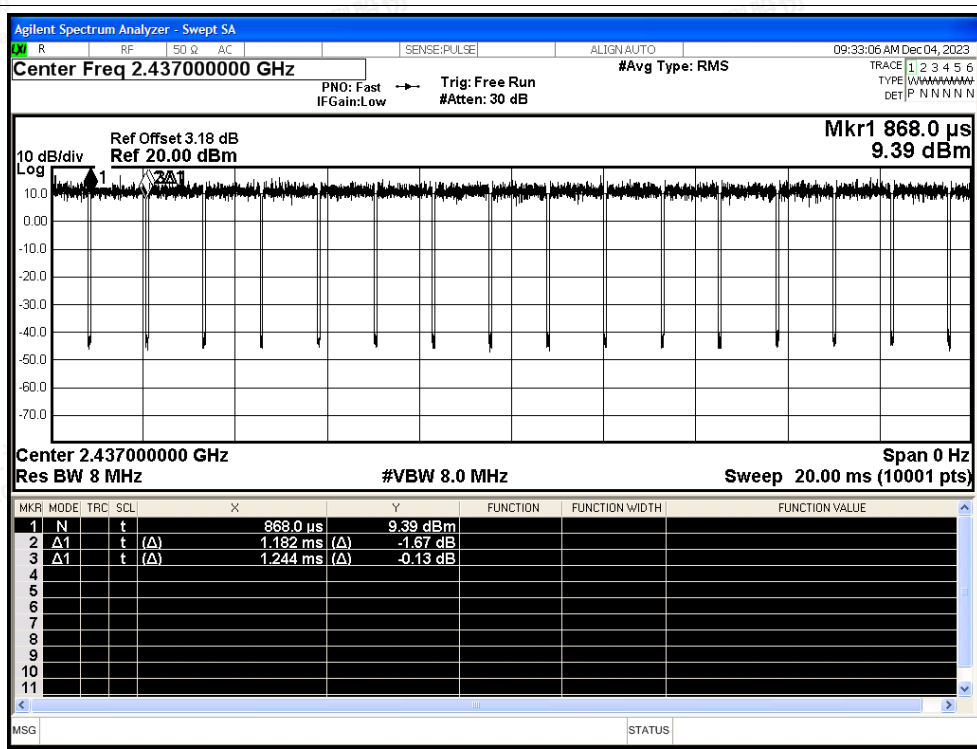 Agilent Spectrum Analyzer - Swept SA
LXI R RF 50 Ω AC SENSE:PULSE ALIGN AUTO 09:33:06 AM Dec 04, 2023
Center Freq 2.437000000 GHz
PNO: Fast
IFGain:Low
Trig: Free Run
#Atten: 30 dB
#Avg Type: RMS
TRACE 1 2 3 4 5 6
TYPE W
DET P N N N N N
Mkr1 868.0 µs
9.39 dBm
Ref Offset 3.18 dB
10 dB/div Ref 20.00 dBm
Log
1
3Δ1
10.0
0.00
-10.0
-20.0
-30.0
-40.0
-50.0
-60.0
-70.0
Center 2.437000000 GHz Span 0 Hz
Res BW 8 MHz #VBW 8.0 MHz Sweep 20.00 ms (10001 pts)
MKR MODE TRC SCL X Y FUNCTION FUNCTION WIDTH FUNCTION VALUE
1 N t 868.0 µs 9.39 dBm
2 Δ1 t (Δ) 1.182 ms (Δ) -1.67 dB
3 Δ1 t (Δ) 1.244 ms (Δ) -0.13 dB
4
5
6
7
8
9
10
11
MSG STATUS